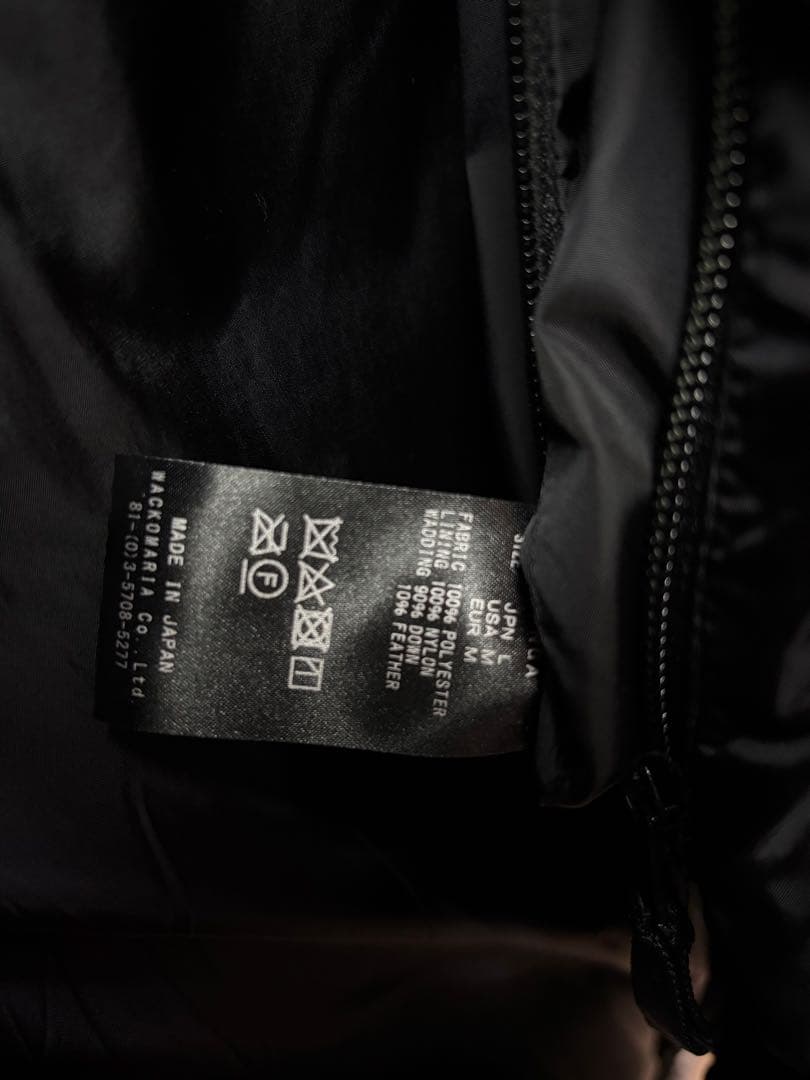 SIZE
JPN L
USA M
EUR M
FABRIC 100% POLYESTER
LINING 100% NYLON
WADDING 90% DOWN
10% FEATHER
F
MADE IN JAPAN
WACKOMARIA Co.,Ltd.
81-(0)3-5708-5277